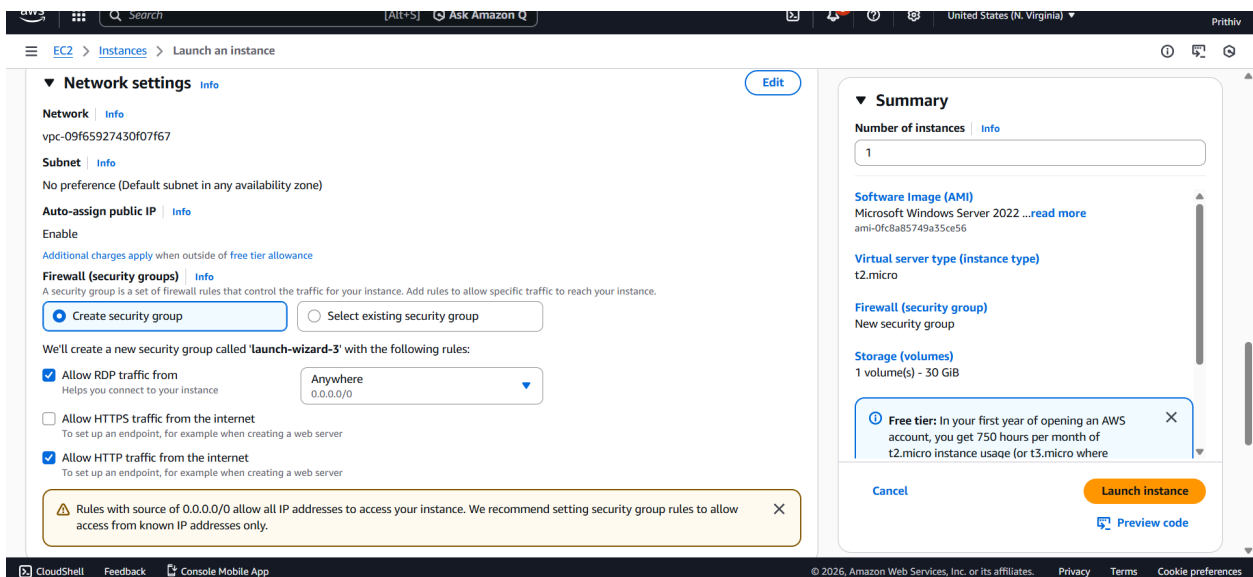 aws
Search
[Alt+S]
Ask Amazon Q
United States (N. Virginia) ▼
Prithiv
EC2 > Instances > Launch an instance
▼ Network settings Info
Edit
Network | Info
vpc-09f65927430f07f67
Subnet | Info
No preference (Default subnet in any availability zone)
Auto-assign public IP | Info
Enable
Additional charges apply when outside of free tier allowance
Firewall (security groups) | Info
A security group is a set of firewall rules that control the traffic for your instance. Add rules to allow specific traffic to reach your instance.
Create security group
Select existing security group
We'll create a new security group called 'launch-wizard-3' with the following rules:
Allow RDP traffic from
Helps you connect to your instance
Anywhere
0.0.0.0/0
Allow HTTPS traffic from the internet
To set up an endpoint, for example when creating a web server
Allow HTTP traffic from the internet
To set up an endpoint, for example when creating a web server
Rules with source of 0.0.0.0/0 allow all IP addresses to access your instance. We recommend setting security group rules to allow
access from known IP addresses only.
▼ Summary
Number of instances | Info
1
Software Image (AMI)
Microsoft Windows Server 2022 ...read more
ami-0fc8a85749a35ce56
Virtual server type (instance type)
t2.micro
Firewall (security group)
New security group
Storage (volumes)
1 volume(s) - 30 GiB
Free tier: In your first year of opening an AWS
account, you get 750 hours per month of
t2.micro instance usage (or t3.micro where
Cancel
Launch instance
Preview code
CloudShell
Feedback
Console Mobile App
© 2026, Amazon Web Services, Inc. or its affiliates.
Privacy
Terms
Cookie preferences